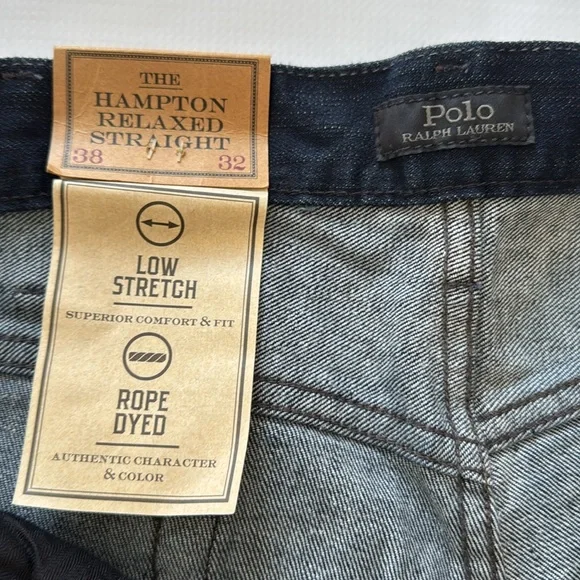 THE
HAMPTON
RELAXED
STRAIGHT
38 32
LOW
STRETCH
SUPERIOR COMFORT & FIT
ROPE
DYED
AUTHENTIC CHARACTER
& COLOR
Polo
RALPH LAUREN